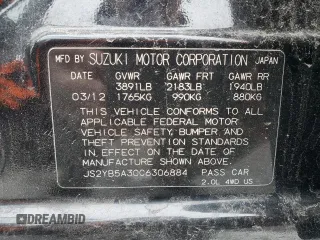 MFD BY SUZUKI MOTOR CORPORATION JAPAN
DATE GVWR GAWR FRT GAWR RR
3891LB 2183LB 1940LB
03/12 1765KG 990KG 880KG
THIS VEHICLE CONFORMS TO ALL
APPLICABLE FEDERAL MOTOR
VEHICLE SAFETY, BUMPER AND
THEFT PREVENTION STANDARDS
IN EFFECT ON THE DATE OF
MANUFACTURE SHOWN ABOVE.
JS2YB5A30C6306884 PASS CAR
2.0L 4WD US
DREAMBID